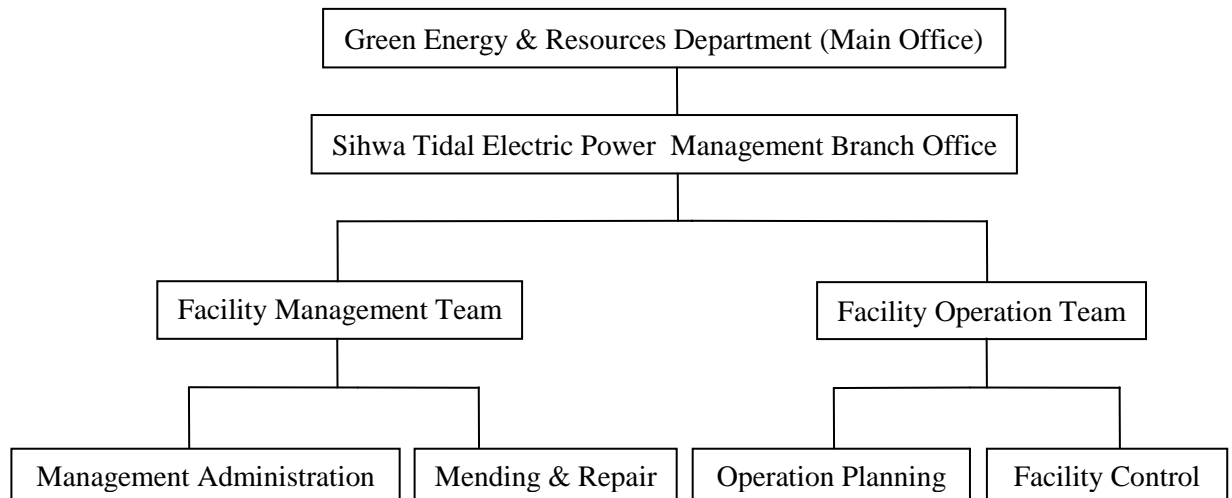 Green Energy & Resources Department (Main Office)
Sihwa Tidal Electric Power Management Branch Office
Facility Management Team
Facility Operation Team
Management Administration
Mending & Repair
Operation Planning
Facility Control